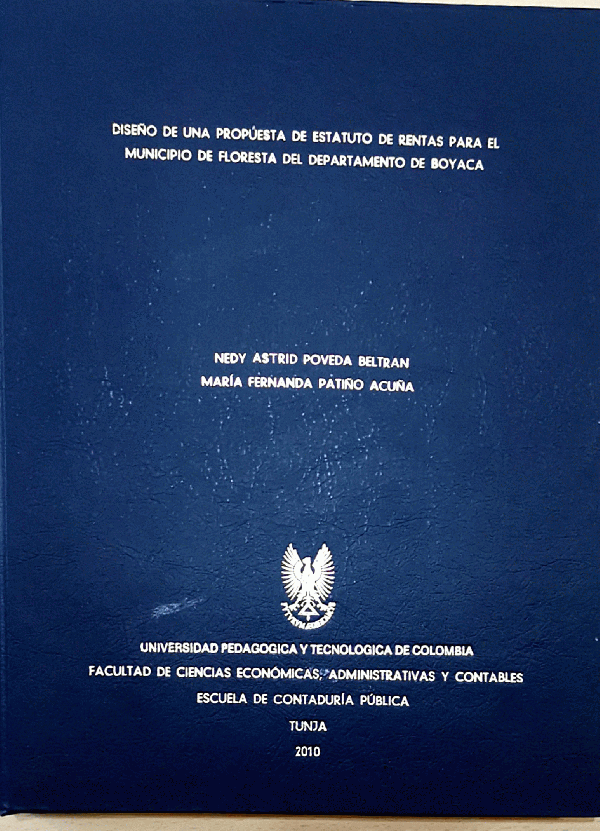 DISEÑO DE UNA PROPÚESTA DE ESTATUTO DE RENTAS PARA EL
MUNICIPIO DE FLORESTA DEL DEPARTAMENTO DE BOYACA
NEDY ASTRID POVEDA BELTRAN
MARÍA FERNANDA PATIÑO ACUÑA
UNIVERSIDAD PEDAGOGICA Y TECNOLOGICA DE COLOMBIA
FACULTAD DE CIENCIAS ECONÓMICAS, ADMINISTRATIVAS Y CONTABLES
ESCUELA DE CONTADURÍA PÚBLICA
TUNJA
2010